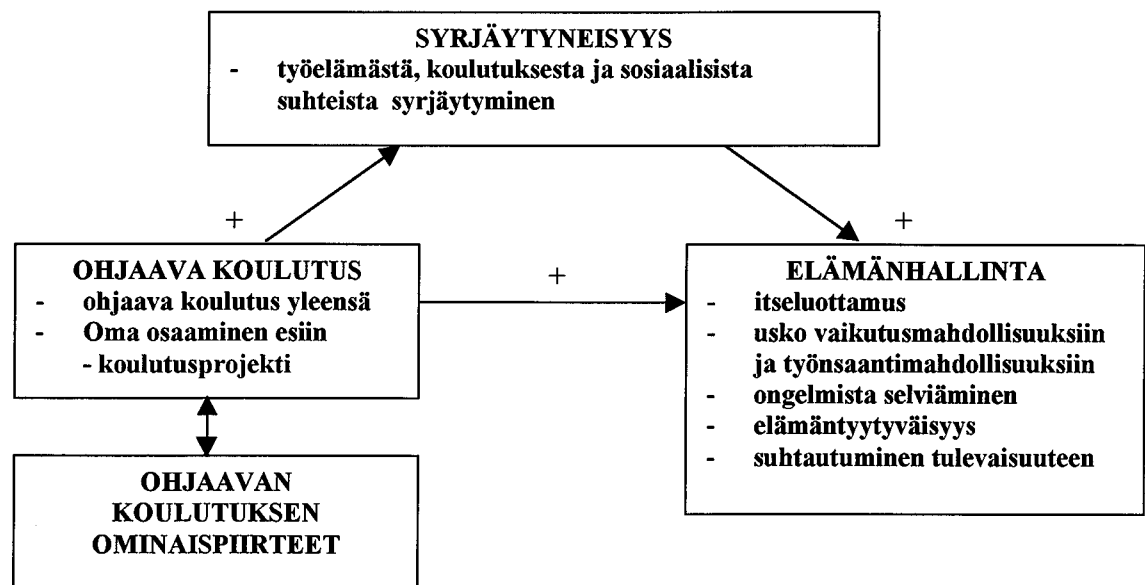 SYRJÄYTYNEISYYS
- työelämästä, koulutuksesta ja sosiaalisista
suhteista syrjäytyminen
+
+
OHJAAVA KOULUTUS
- ohjaava koulutus yleensä
- Oma osaaminen esiin
- koulutusprojekti
+
ELÄMÄNHALLINTA
- itseluottamus
- usko vaikutusmahdollisuuksiin
ja työnsaantimahdollisuuksiin
- ongelmista selviäminen
- elämäntyytyväisyys
- suhtautuminen tulevaisuuteen
OHJAAVAN
KOULUTUKSEN
OMINAISPIIRTEET